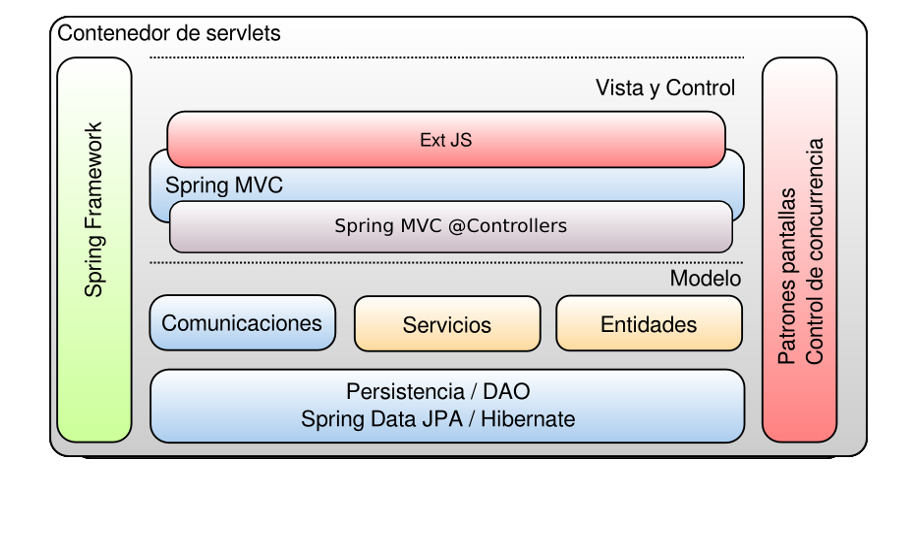 Contenedor de servlets
Spring Framework
Vista y Control
Ext JS
Spring MVC
Spring MVC @Controllers
Modelo
Comunicaciones
Servicios
Entidades
Persistencia / DAO
Spring Data JPA / Hibernate
Patrones pantallas
Control de concurrencia